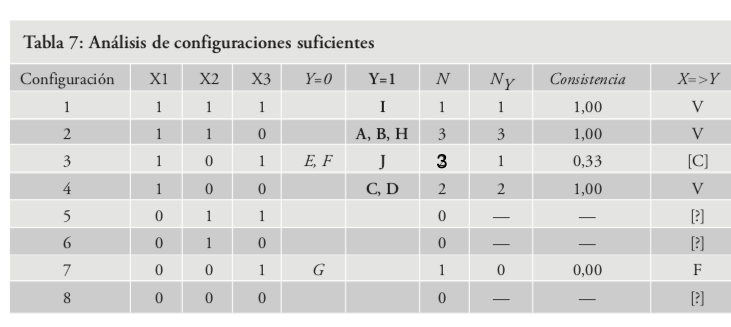 Tabla 7: Análisis de configuraciones suficientes
Configuración X1 X2 X3 Y=0 Y=1 N N_Y Consistencia X=>Y
1 1 1 1 I 1 1 1,00 V
2 1 1 0 A, B, H 3 3 1,00 V
3 1 0 1 E, F J 3 1 0,33 [C]
4 1 0 0 C, D 2 2 1,00 V
5 0 1 1 0 — — [?]
6 0 1 0 0 — — [?]
7 0 0 1 G 1 0 0,00 F
8 0 0 0 0 — — [?]